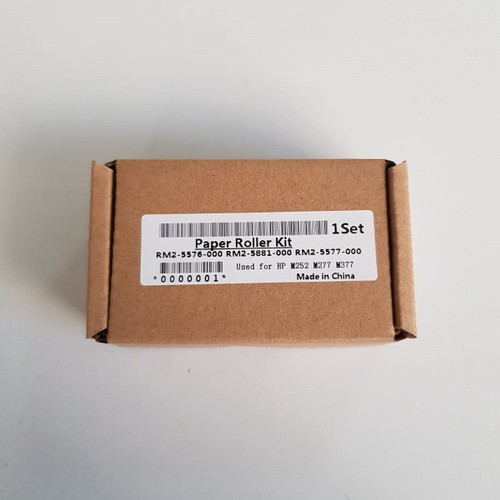 1Set
Paper Roller Kit
RM2-5576-000 RM2-5881-000 RM2-5577-000
Used for HP M252 M277 M377
*0000001*
Made in China